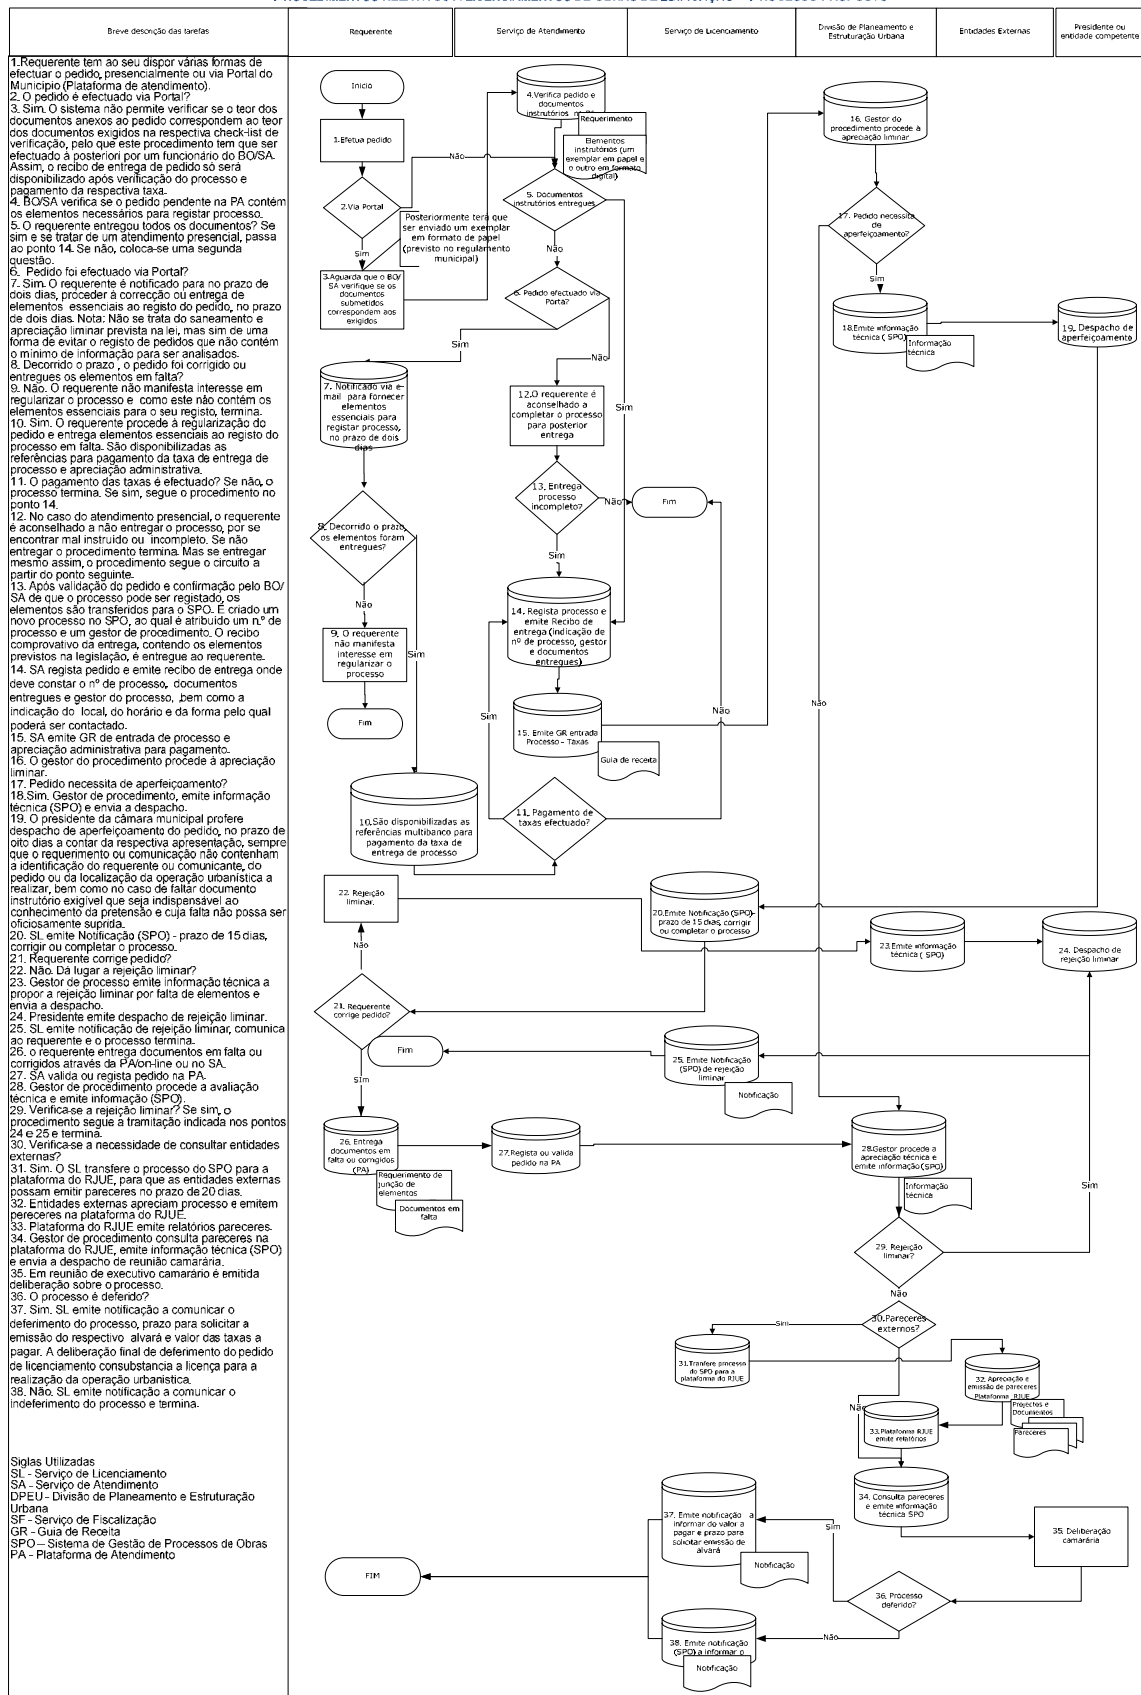 Breve descrição das tarefas
Requerente
Serviço de Atendimento
Serviço de Licenciamento
Divisão de Planeamento e
Estruturação Urbana
Entidades Externas
Presidente ou
entidade competente
1.Requerente tem ao seu dispor várias formas de
efectuar o pedido, presencialmente ou via Portal do
Município (Plataforma de atendimento).
2. O pedido é efectuado via Portal?
3. Sim. O sistema não permite verificar se o teor dos
documentos anexos ao pedido correspondem ao teor
dos documentos exigidos na respectiva check-list de
verificação, pelo que este procedimento tem que ser
efectuado à posteriori por um funcionário do BO/SA.
Assim, o recibo de entrega de pedido só será
disponibilizado após verificação do processo e
pagamento da respectiva taxa.
4. BO/SA verifica se o pedido pendente na PA contém
os elementos necessários para registar processo.
5. O requerente entregou todos os documentos? Se
sim e se tratar de um atendimento presencial, passa
ao ponto 14. Se não, coloca-se uma segunda
questão.
6. Pedido foi efectuado via Portal?
7. Sim. O requerente é notificado para no prazo de
dois dias, proceder à correcção ou entrega de
elementos essenciais ao registo do pedido, no prazo
de dois dias. Nota: Não se trata do saneamento e
apreciação liminar prevista na lei, mas sim de uma
forma de evitar o registo de pedidos que não contém
o mínimo de informação para ser analisados.
8. Decorrido o prazo , o pedido foi corrigido ou
entregues os elementos em falta?
9. Não. O requerente não manifesta interesse em
regularizar o processo e como este não contém os
elementos essenciais para o seu registo, termina.
10. Sim. O requerente procede à regularização do
pedido e entrega elementos essenciais ao registo do
processo em falta. São disponibilizadas as
referências para pagamento da taxa de entrega de
processo e apreciação administrativa.
11. O pagamento das taxas é efectuado? Se não, o
processo termina. Se sim, segue o procedimento no
ponto 14.
12. No caso do atendimento presencial, o requerente
é aconselhado a não entregar o processo, por se
encontrar mal instruido ou incompleto. Se não
entregar o procedimento termina. Mas se entregar
mesmo assim, o procedimento segue o circuito a
partir do ponto seguinte.
13. Após validação do pedido e confirmação pelo BO/
SA de que o processo pode ser registado, os
elementos são transferidos para o SPO. É criado um
novo processo no SPO, ao qual é atribuido um n.º de
processo e um gestor de procedimento. O recibo
comprovativo da entrega, contendo os elementos
previstos na legislação, é entregue ao requerente.
14. SA regista pedido e emite recibo de entrega onde
deve constar o nº de processo, documentos
entregues e gestor do processo, bem como a
indicação do local, do horário e da forma pelo qual
poderá ser contactado.
15. SA emite GR de entrada de processo e
apreciação administrativa para pagamento.
16. O gestor do procedimento procede à apreciação
liminar.
17. Pedido necessita de aperfeiçoamento?
18.Sim. Gestor de procedimento, emite informação
técnica (SPO) e envia a despacho.
19. O presidente da câmara municipal profere
despacho de aperfeiçoamento do pedido, no prazo de
oito dias a contar da respectiva apresentação, sempre
que o requerimento ou comunicação não contenham
a identificação do requerente ou comunicante, do
pedido ou da localização da operação urbanística a
realizar, bem como no caso de faltar documento
instrutório exigível que seja indispensável ao
conhecimento da pretensão e cuja falta não possa ser
oficiosamente suprida.
20. SL emite Notificação (SPO) - prazo de 15 dias,
corrigir ou completar o processo.
21. Requerente corrige pedido?
22. Não. Dá lugar a rejeição liminar?
23. Gestor de processo emite informação técnica a
propor a rejeição liminar por falta de elementos e
envia a despacho.
24. Presidente emite despacho de rejeição liminar.
25. SL emite notificação de rejeição liminar, comunica
ao requerente e o processo termina.
26. o requerente entrega documentos em falta ou
corrigidos através da PA/on-line ou no SA.
27. SA valida ou regista pedido na PA.
28. Gestor de procedimento procede a avaliação
técnica e emite informação (SPO).
29. Verifica-se a rejeição liminar? Se sim, o
procedimento segue a tramitação indicada nos pontos
24 e 25 e termina.
30. Verifica-se a necessidade de consultar entidades
externas?
31. Sim. O SL transfere o processo do SPO para a
plataforma do RJUE, para que as entidades externas
possam emitir pareceres no prazo de 20 dias.
32. Entidades externas apreciam processo e emitem
pereceres na plataforma do RJUE.
33. Plataforma do RJUE emite relatórios pareceres.
34. Gestor de procedimento consulta pareceres na
plataforma do RJUE, emite informação técnica (SPO)
e envia a despacho de reunião camarária.
35. Em reunião de executivo camarário é emitida
deliberação sobre o processo.
36. O processo é deferido?
37. Sim. SL emite notificação a comunicar o
deferimento do processo, prazo para solicitar a
emissão do respectivo alvará e valor das taxas a
pagar. A deliberação final de deferimento do pedido
de licenciamento consubstancia a licença para a
realização da operação urbanística.
38. Não. SL emite notificação a comunicar o
indeferimento do processo e termina.
Siglas Utilizadas
SL - Serviço de Licenciamento
SA - Serviço de Atendimento
DPEU - Divisão de Planeamento e Estruturação
Urbana
SF - Serviço de Fiscalização
GR - Guia de Receita
SPO – Sistema de Gestão de Processos de Obras
PA - Plataforma de Atendimento
Inicio
1.Efetua pedido
2.Via Portal
Não
Sim
3.Aguarda que o BO/
SA verifique se os
documentos
submetidos
correspondem aos
exigidos
Posteriormente terá que
ser enviado um exemplar
em formato de papel
(previsto no regulamento
municipal)
4.Verifica pedido e
documentos
instrutórios
Requerimento
Elementos
instrutórios (um
exemplar em papel e
o outro em formato
digital)
5. Documentos
instrutórios entregues
Não
Sim
6. Pedido efectuado via
Portal?
Sim
Não
7. Notificado via e-
mail para fornecer
elementos
essenciais para
registar processo,
no prazo de dois
dias
8. Decorrido o prazo,
os elementos foram
entregues?
Não
Sim
9. O requerente
não manifesta
interesse em
regularizar o
processo
Fim
10.São disponibilizadas as
referências multibanco para
pagamento da taxa de
entrega de processo
11. Pagamento de
taxas efectuado?
Sim
Não
12.O requerente é
aconselhado a
completar o processo
para posterior
entrega
13. Entrega
processo
incompleto?
Não
Sim
Fim
14. Regista processo e
emite Recibo de
entrega (indicação de
nº de processo, gestor
e documentos
entregues)
15. Emite GR entrada
Processo - Taxas
Guia de receita
16. Gestor do
procedimento procede à
apreciação liminar
17. Pedido necessita
de
aperfeiçoamento?
Sim
Não
18.Emite informação
técnica ( SPO)
Informação
técnica
19. Despacho de
aperfeiçoamento
20.Emite Notificação (SPO)-
prazo de 15 dias, corrigir
ou completar o processo
21. Requerente
corrige pedido?
Não
SIm
22. Rejeição
liminar.
23.Emite informação
técnica ( SPO)
24. Despacho de
rejeição liminar
25. Emite Notificação
(SPO) de rejeição
liminar
Notificação
Fim
26. Entrega
documentos em
falta ou corrigidos
(PA)
Requerimento de
junção de
elementos
Documentos em
falta
27.Regista ou valida
pedido na PA
28.Gestor procede a
apreciação técnica e
emite informação (SPO)
Informação
técnica
29. Rejeição
liminar?
Sim
Não
30.Pareceres
externos?
Sim
Não
31.Tranfere processo
do SPO para a
plataforma do RJUE
32. Apreciação e
emissão de pareceres
Plataforma RJUE
Projectos e
Documentos
Pareceres
33.Plataforma RJUE
emite relatórios
34. Consulta pareceres
e emite informação
técnica SPO
35. Deliberação
camarária
36. Processo
deferido?
Sim
Não
37. Emite notificação a
informar do valor a
pagar e prazo para
solicitar emissão de
alvará
Notificação
38. Emite notificação
(SPO) a informar o
Notificação
FIM